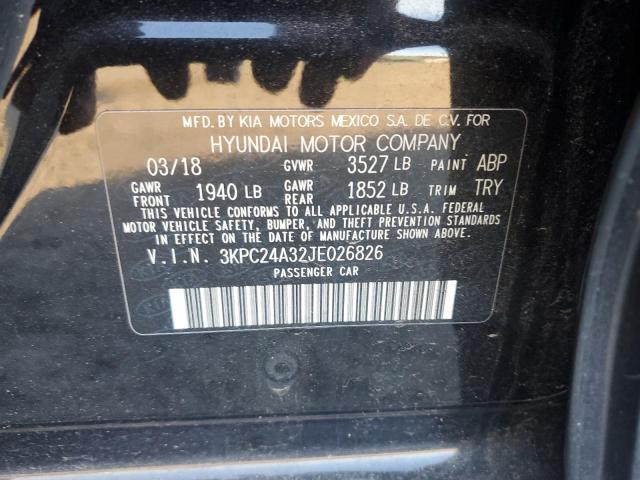 MFD. BY KIA MOTORS MEXICO S.A. DE C.V. FOR
HYUNDAI MOTOR COMPANY
03/18 GVWR 3527 LB PAINT ABP
GAWR FRONT 1940 LB GAWR REAR 1852 LB TRIM TRY
THIS VEHICLE CONFORMS TO ALL APPLICABLE U.S.A. FEDERAL
MOTOR VEHICLE SAFETY, BUMPER, AND THEFT PREVENTION STANDARDS
IN EFFECT ON THE DATE OF MANUFACTURE SHOWN ABOVE.
V.I.N. 3KPC24A32JE026826
PASSENGER CAR